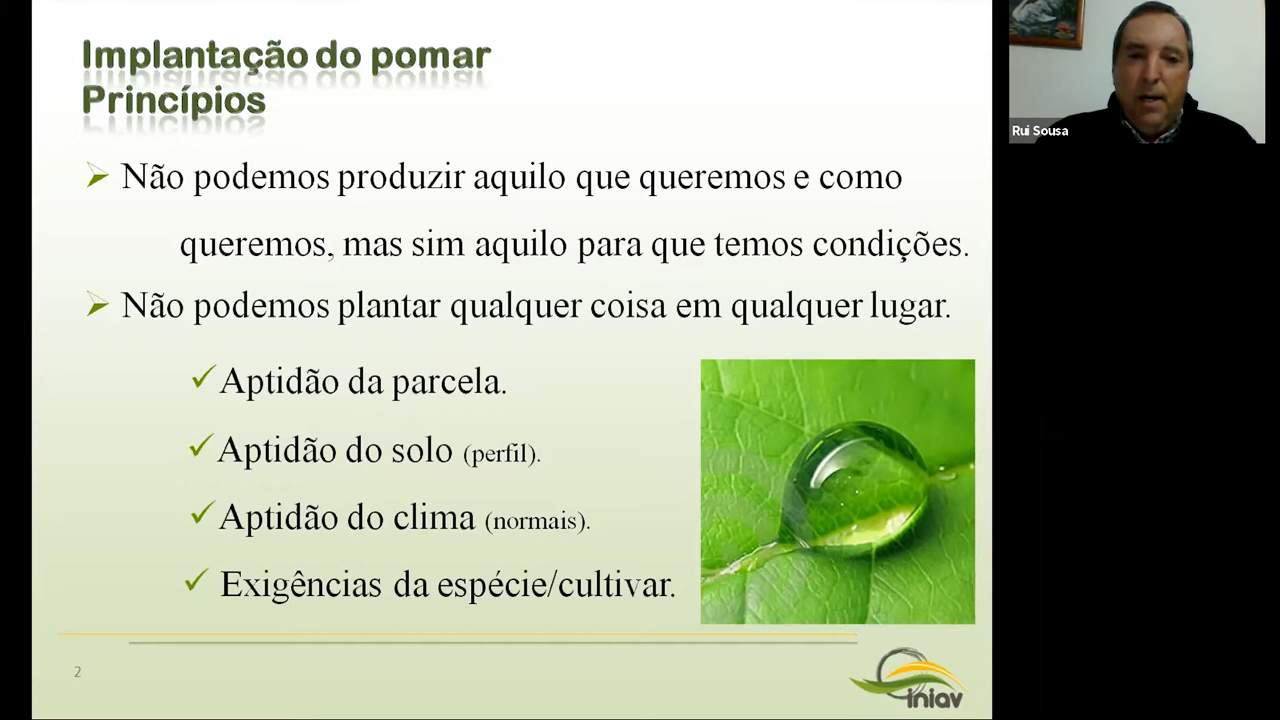 Implantação do pomar
Princípios
Não podemos produzir aquilo que queremos e como
queremos, mas sim aquilo para que temos condições.
Não podemos plantar qualquer coisa em qualquer lugar.
Aptidão da parcela.
Aptidão do solo (perfil).
Aptidão do clima (normais).
Exigências da espécie/cultivar.
2
iniav
Rui Sousa